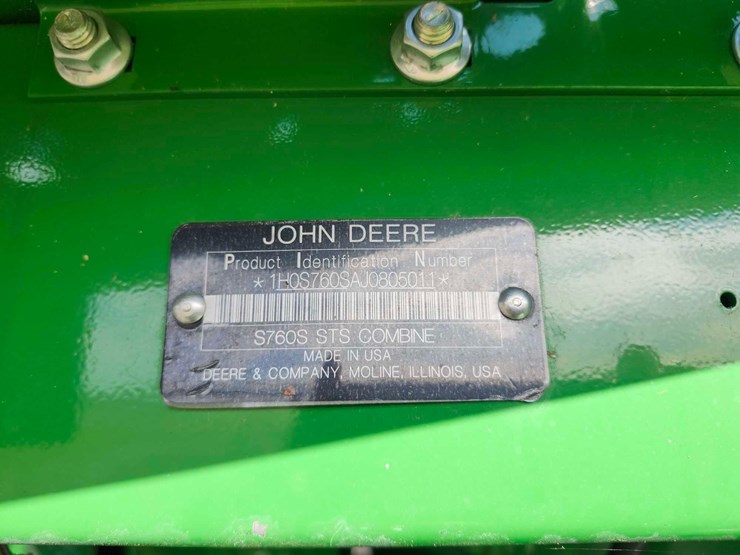 JOHN DEERE
Product Identification Number
*1H0S760SAJ0805011*
S760S STS COMBINE
MADE IN USA
DEERE & COMPANY, MOLINE, ILLINOIS, USA